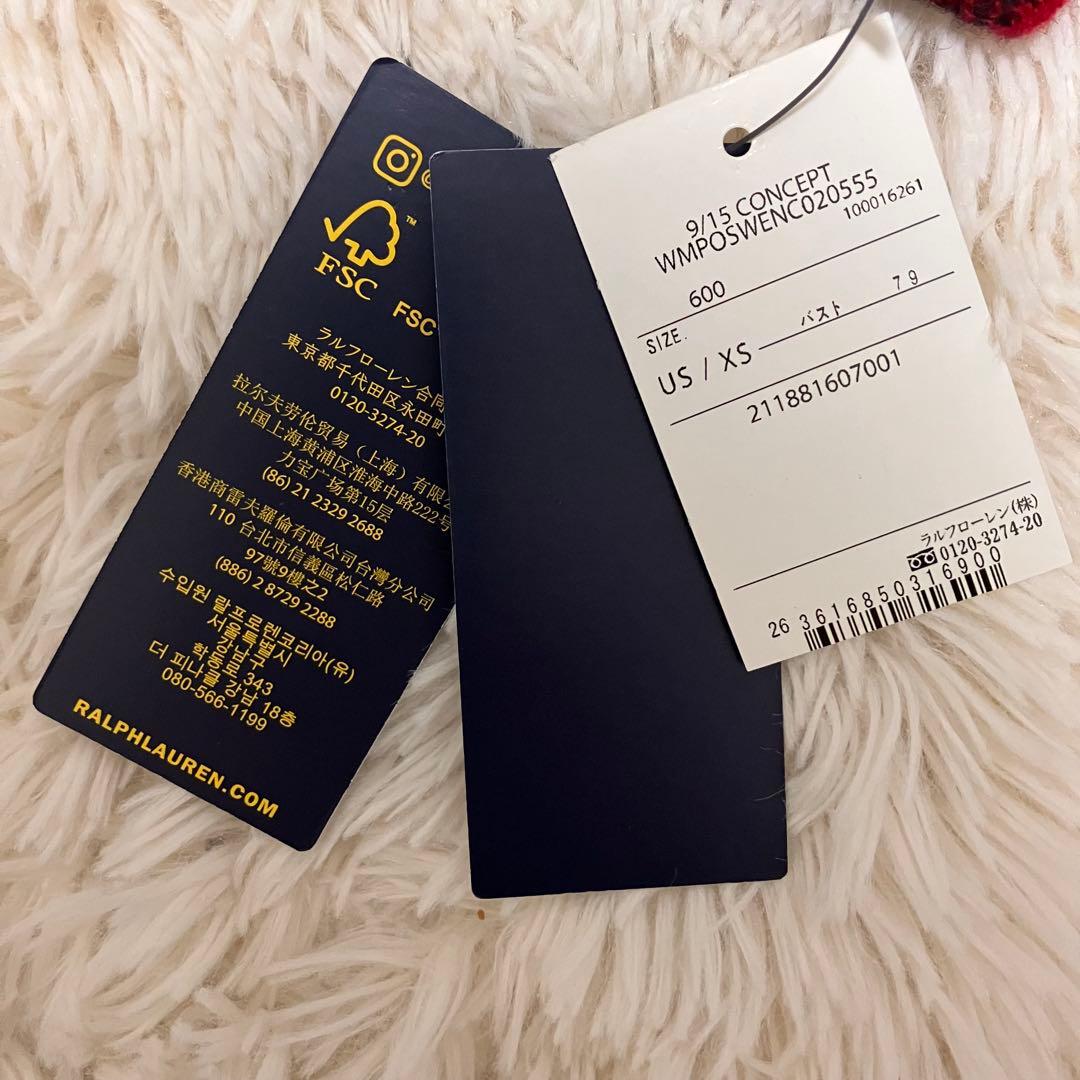 FSC
FSC
ラルフローレン合同
東京都千代田区永田町
0120-3274-20
拉尔夫劳伦贸易（上海）有限公
中国上海黄浦区淮海中路222号
力宝广场第15层
(86) 21 2329 2688
香港商雷夫羅倫有限公司台灣分公司
110 台北市信義區松仁路
97號9樓之2
(886) 2 8729 2288
수입원 랄프로렌코리아(유)
서울특별시
강남구
학동로 343
더 피나클 강남 18층
080-566-1199
RALPHLAUREN.COM
9/15 CONCEPT
WMPOSWENC020555
100016261
600
SIZE.
バスト 79
US / XS
211881607001
ラルフローレン(株)
0120-3274-20
26 3616850316900